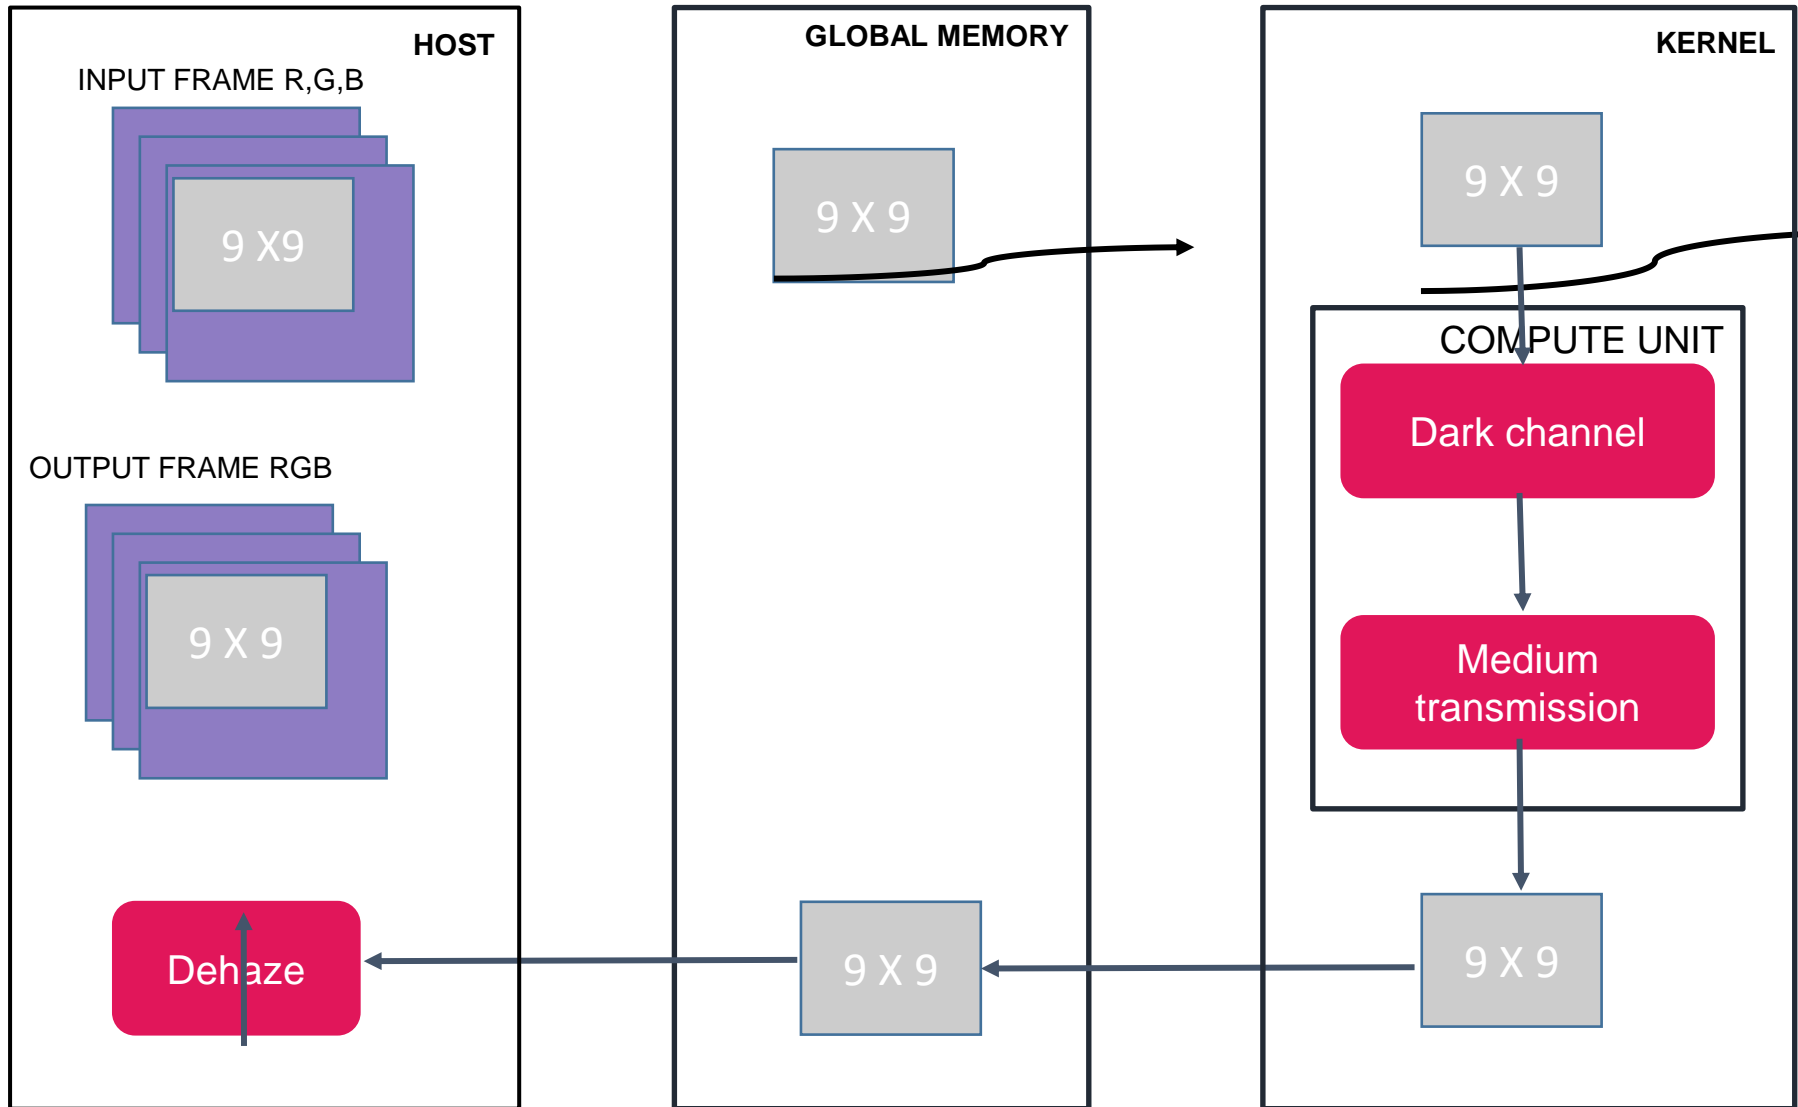 HOST
INPUT FRAME R,G,B
9 X9
OUTPUT FRAME RGB
9 X 9
Dehaze
GLOBAL MEMORY
9 X 9
9 X 9
KERNEL
9 X 9
COMPUTE UNIT
Dark channel
Medium
transmission
9 X 9